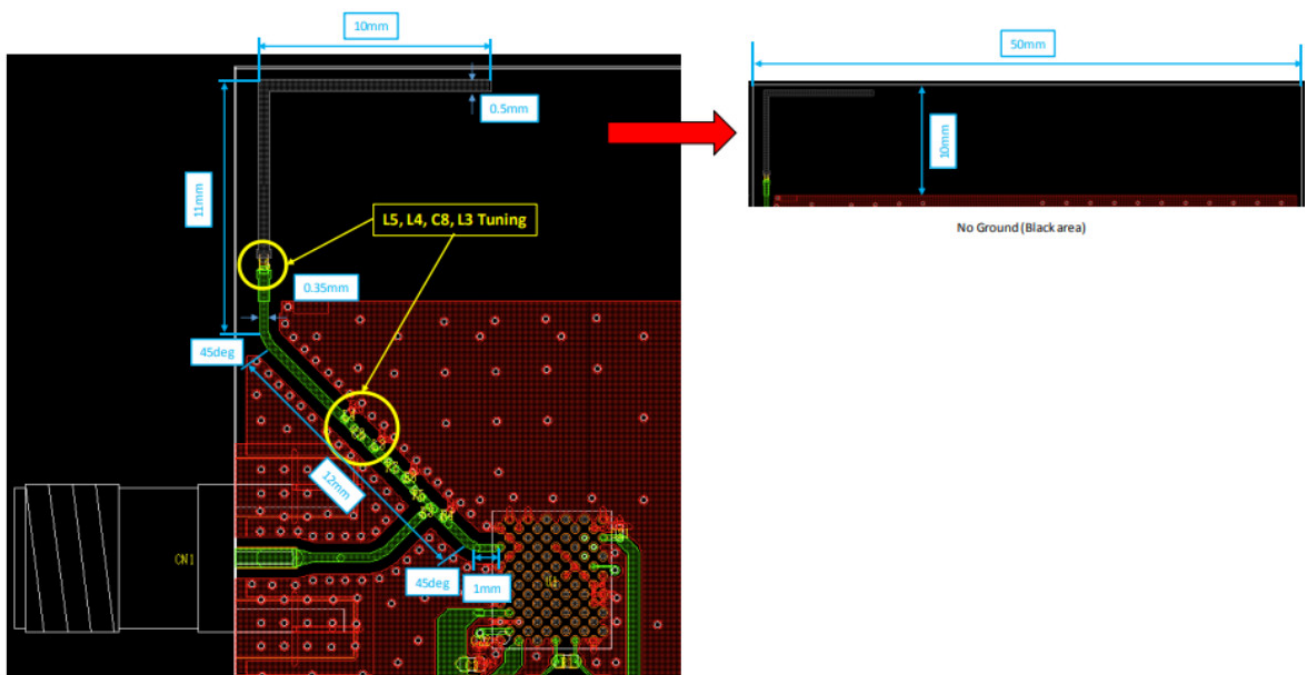 10mm
50mm
0.5mm
10mm
11mm
L5, L4, C8, L3 Tuning
No Ground (Black area)
0.35mm
45deg
12mm
CN1
45deg
1mm